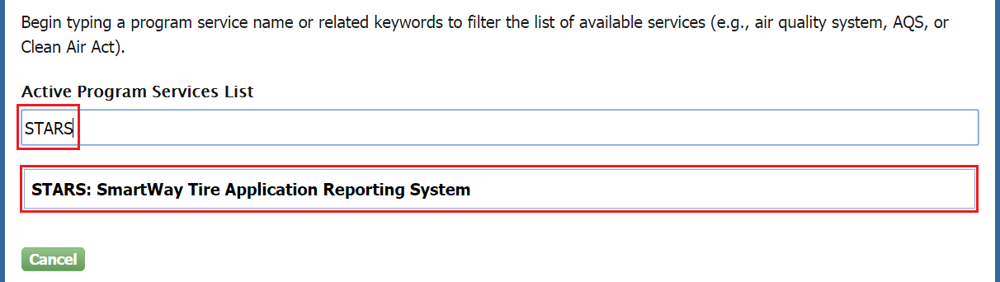 Begin typing a program service name or related keywords to filter the list of available services (e.g., air quality system, AQS, or
Clean Air Act).
Active Program Services List
STARS
STARS: SmartWay Tire Application Reporting System
Cancel